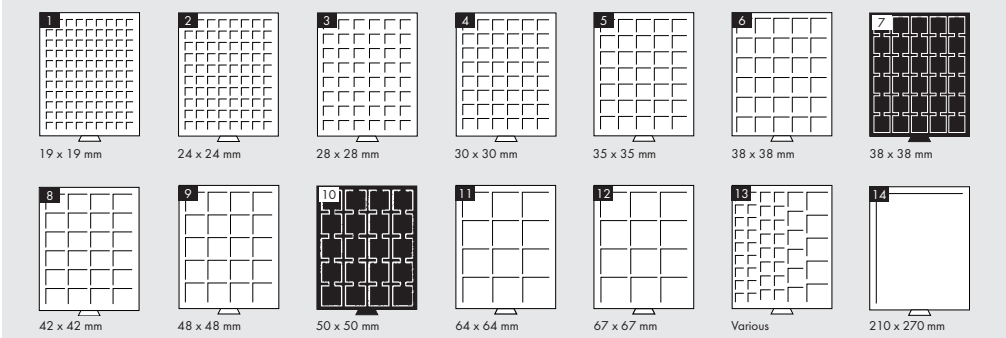 1 2 3 4 5 6 7
19 x 19 mm 24 x 24 mm 28 x 28 mm 30 x 30 mm 35 x 35 mm 38 x 38 mm 38 x 38 mm
8 9 10 11 12 13 14
42 x 42 mm 48 x 48 mm 50 x 50 mm 64 x 64 mm 67 x 67 mm Various 210 x 270 mm